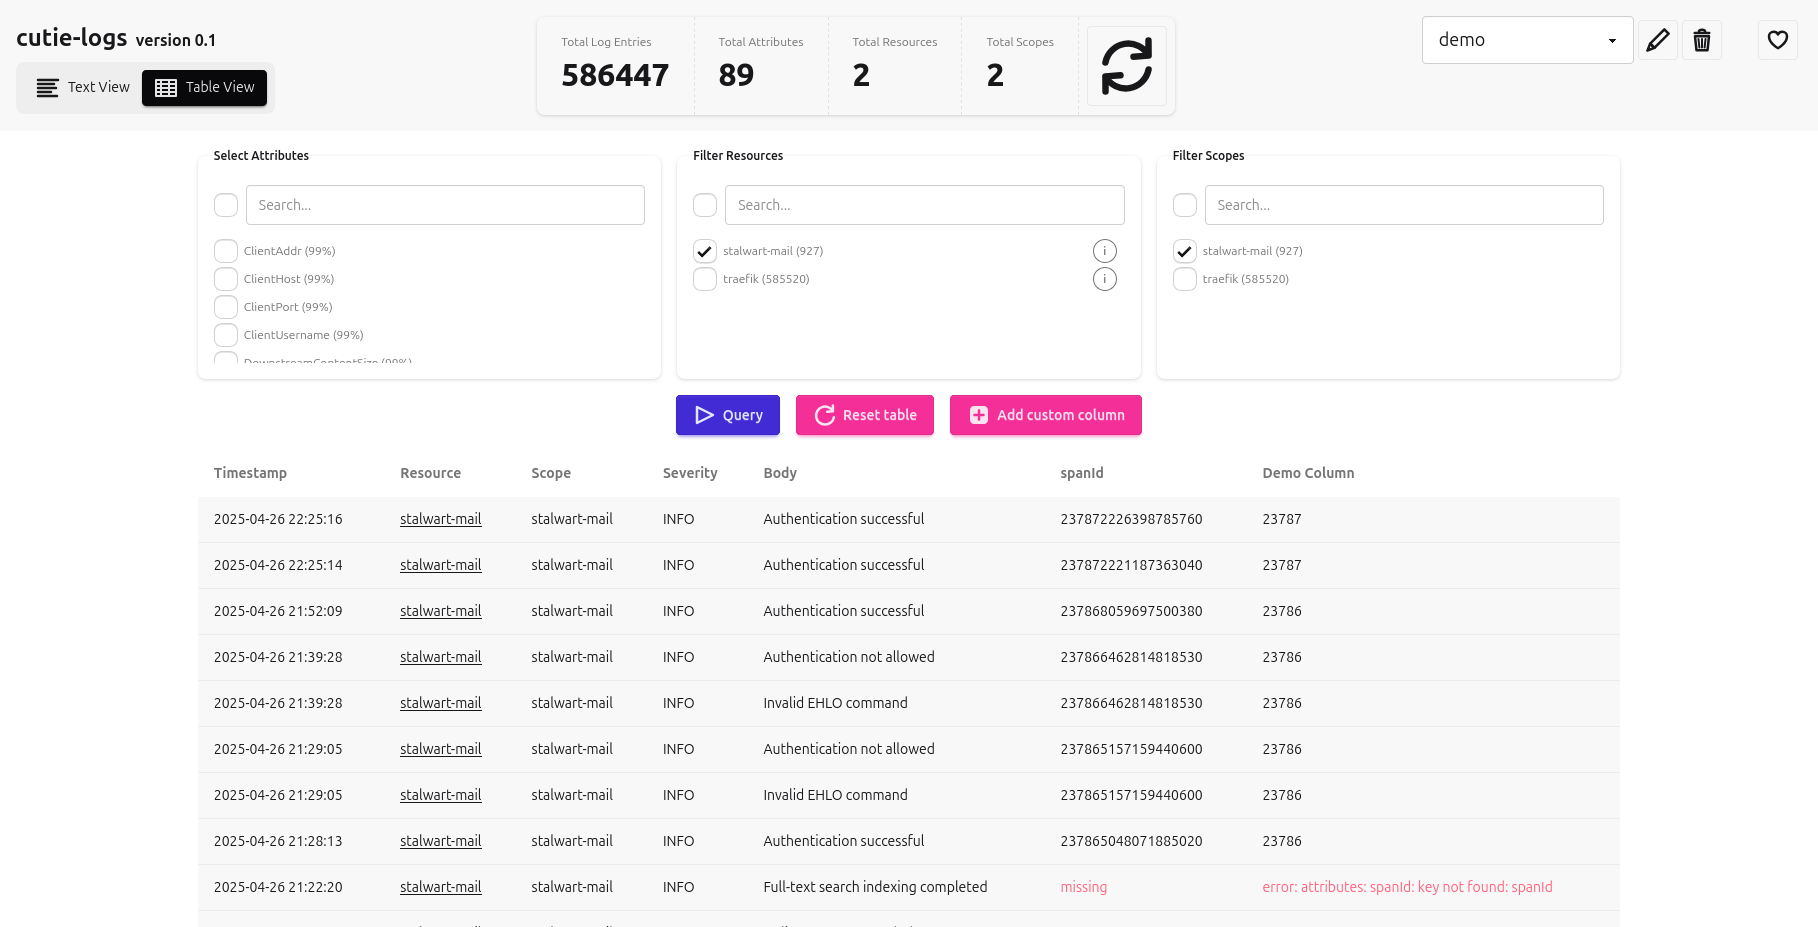 cutie-logs version 0.1
Text View
Table View
Total Log Entries
586447
Total Attributes
89
Total Resources
2
Total Scopes
2
demo
Select Attributes
Search...
ClientAddr (99%)
ClientHost (99%)
ClientPort (99%)
ClientUsername (99%)
DownstreamContentSize (99%)
Filter Resources
Search...
stalwart-mail (927)
i
traefik (585520)
i
Filter Scopes
Search...
stalwart-mail (927)
traefik (585520)
Query
Reset table
Add custom column
Timestamp Resource Scope Severity Body spanId Demo Column
2025-04-26 22:25:16 stalwart-mail stalwart-mail INFO Authentication successful 237872226398785760 23787
2025-04-26 22:25:14 stalwart-mail stalwart-mail INFO Authentication successful 237872221187363040 23787
2025-04-26 21:52:09 stalwart-mail stalwart-mail INFO Authentication successful 237868059697500380 23786
2025-04-26 21:39:28 stalwart-mail stalwart-mail INFO Authentication not allowed 237866462814818530 23786
2025-04-26 21:39:28 stalwart-mail stalwart-mail INFO Invalid EHLO command 237866462814818530 23786
2025-04-26 21:29:05 stalwart-mail stalwart-mail INFO Authentication not allowed 237865157159440600 23786
2025-04-26 21:29:05 stalwart-mail stalwart-mail INFO Invalid EHLO command 237865157159440600 23786
2025-04-26 21:28:13 stalwart-mail stalwart-mail INFO Authentication successful 237865048071885020 23786
2025-04-26 21:22:20 stalwart-mail stalwart-mail INFO Full-text search indexing completed missing error: attributes: spanId: key not found: spanId